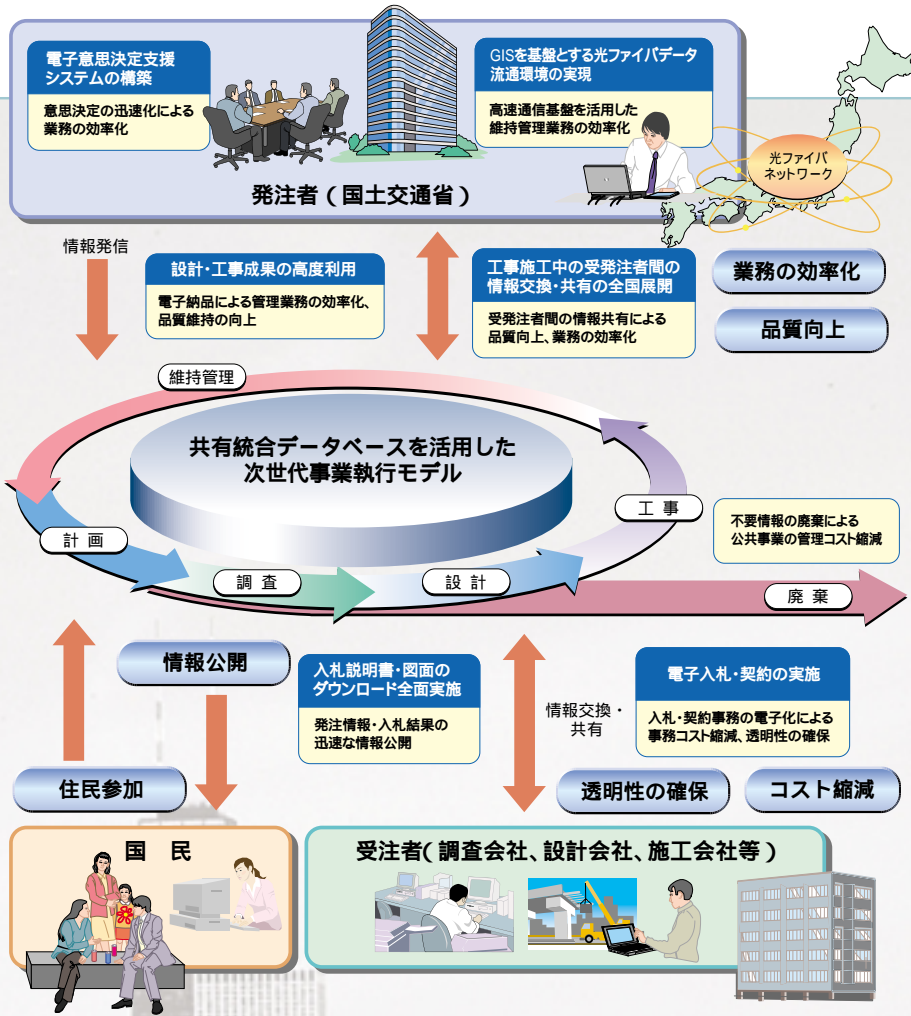 電子意思決定支援
システムの構築
意思決定の迅速化による
業務の効率化
GISを基盤とする光ファイバデータ
流通環境の実現
高速通信基盤を活用した
維持管理業務の効率化
光ファイバ
ネットワーク
発注者（国土交通省）
情報発信
設計・工事成果の高度利用
電子納品による管理業務の効率化、
品質維持の向上
工事施工中の受発注者間の
情報交換・共有の全国展開
受発注者間の情報共有による
品質向上、業務の効率化
業務の効率化
品質向上
維持管理
共有統合データベースを活用した
次世代事業執行モデル
工 事
計 画
調 査
設 計
不要情報の廃棄による
公共事業の管理コスト縮減
廃 棄
情報公開
入札説明書・図面の
ダウンロード全面実施
発注情報・入札結果の
迅速な情報公開
情報交換・
共有
電子入札・契約の実施
入札・契約事務の電子化による
事務コスト縮減、透明性の確保
住民参加
透明性の確保
コスト縮減
国 民
受注者（調査会社、設計会社、施工会社等）